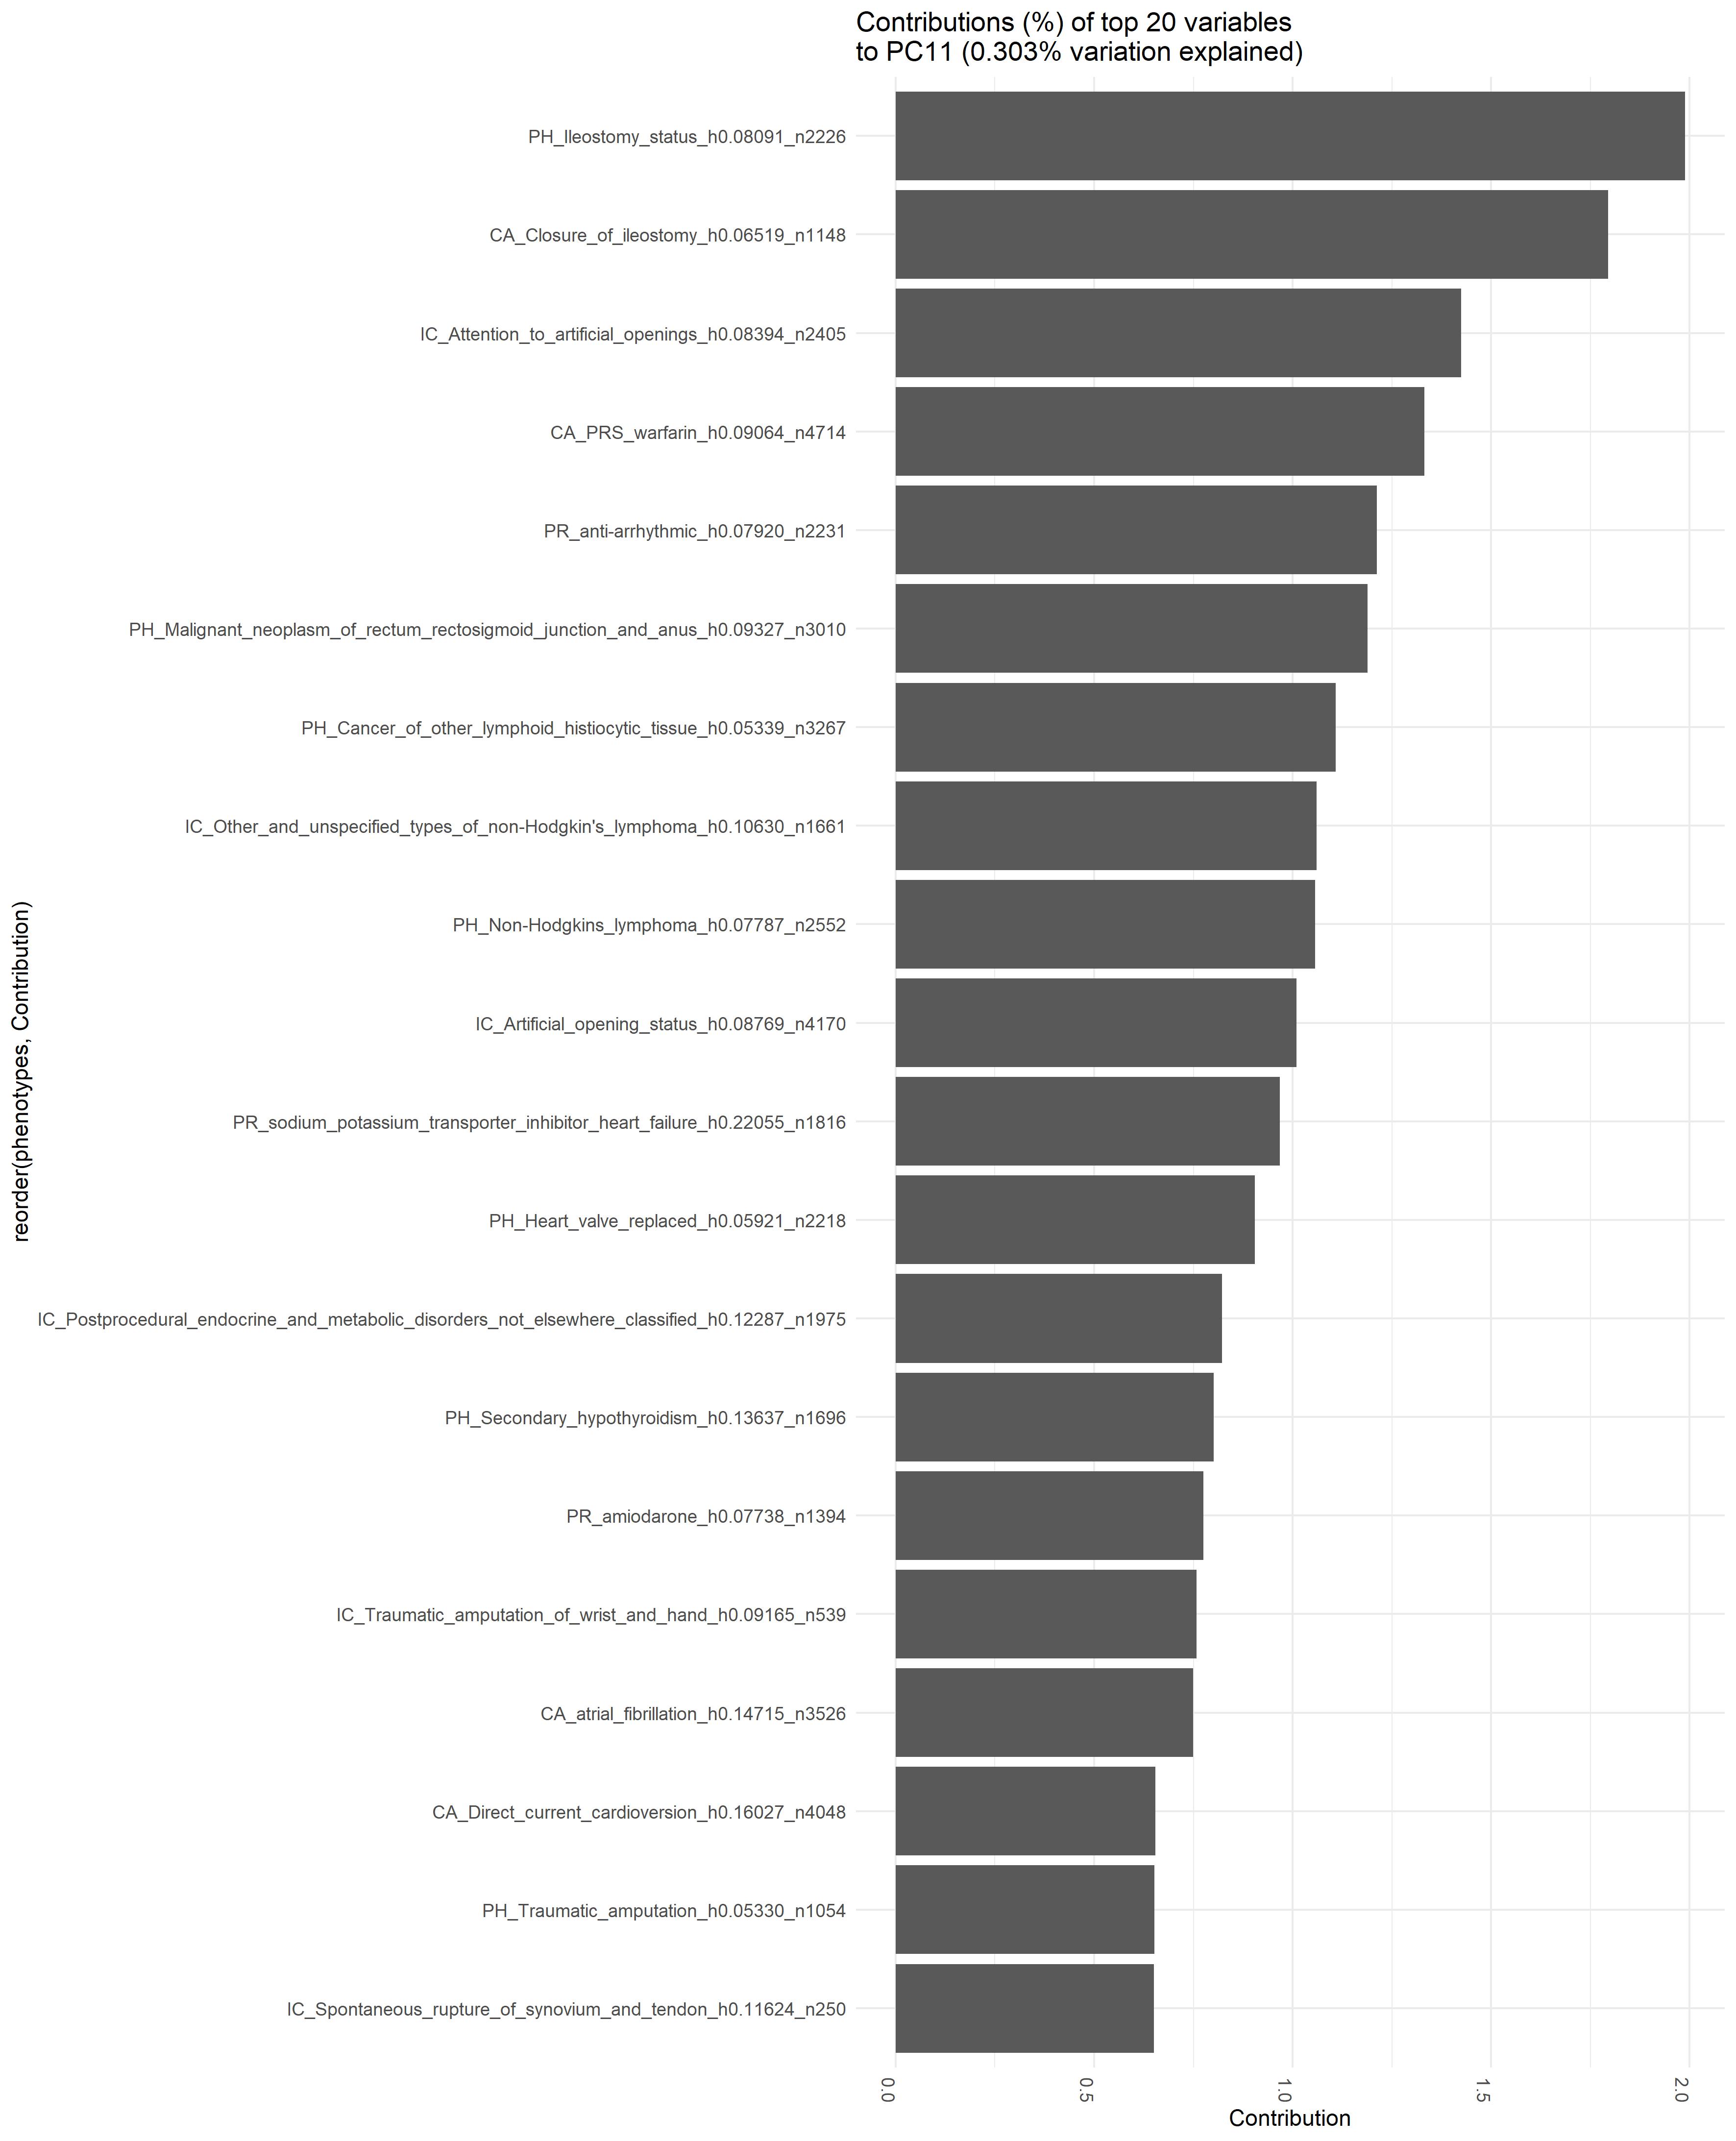 Contributions (%) of top 20 variables
to PC11 (0.303% variation explained)
reorder(phenotypes, Contribution)
PH_Ileostomy_status_h0.08091_n2226
CA_Closure_of_ileostomy_h0.06519_n1148
IC_Attention_to_artificial_openings_h0.08394_n2405
CA_PRS_warfarin_h0.09064_n4714
PR_anti-arrhythmic_h0.07920_n2231
PH_Malignant_neoplasm_of_rectum_rectosigmoid_junction_and_anus_h0.09327_n3010
PH_Cancer_of_other_lymphoid_histiocytic_tissue_h0.05339_n3267
IC_Other_and_unspecified_types_of_non-Hodgkin's_lymphoma_h0.10630_n1661
PH_Non-Hodgkins_lymphoma_h0.07787_n2552
IC_Artificial_opening_status_h0.08769_n4170
PR_sodium_potassium_transporter_inhibitor_heart_failure_h0.22055_n1816
PH_Heart_valve_replaced_h0.05921_n2218
IC_Postprocedural_endocrine_and_metabolic_disorders_not_elsewhere_classified_h0.12287_n1975
PH_Secondary_hypothyroidism_h0.13637_n1696
PR_amiodarone_h0.07738_n1394
IC_Traumatic_amputation_of_wrist_and_hand_h0.09165_n539
CA_atrial_fibrillation_h0.14715_n3526
CA_Direct_current_cardioversion_h0.16027_n4048
PH_Traumatic_amputation_h0.05330_n1054
IC_Spontaneous_rupture_of_synovium_and_tendon_h0.11624_n250
0.0
0.5
1.0
1.5
2.0
Contribution